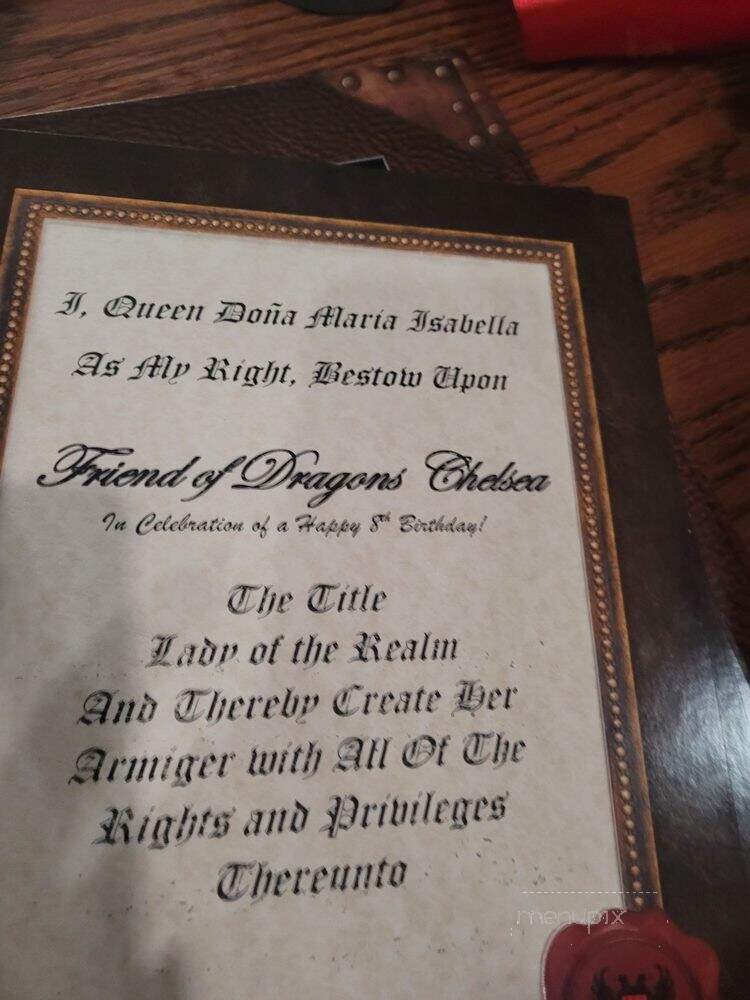 I, Queen Doña Maria Isabella
As My Right, Bestow Upon
Friend of Dragons Chelsea
In Celebration of a Happy 8th Birthday!
The Title
Lady of the Realm
And Thereby Create Her
Armiger with All Of The
Rights and Privileges
Thereunto
menupix